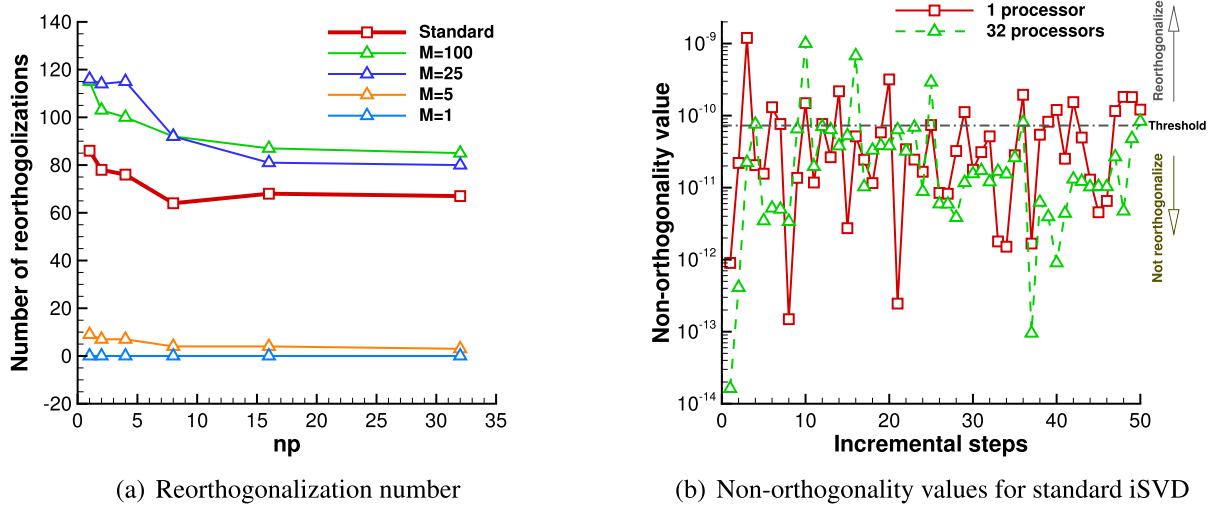 Number of reorthogolizations
140
120
100
80
60
40
20
0
-20
0 5 10 15 20 25 30 35
np
Standard
M=100
M=25
M=5
M=1
(a) Reorthogonalization number
Non-orthogonality value
10-9
10-10
10-11
10-12
10-13
10-14
0 10 20 30 40 50
Incremental steps
1 processor
32 processors
Reorthogonalize
Threshold
Not reorthogonalize
(b) Non-orthogonality values for standard iSVD